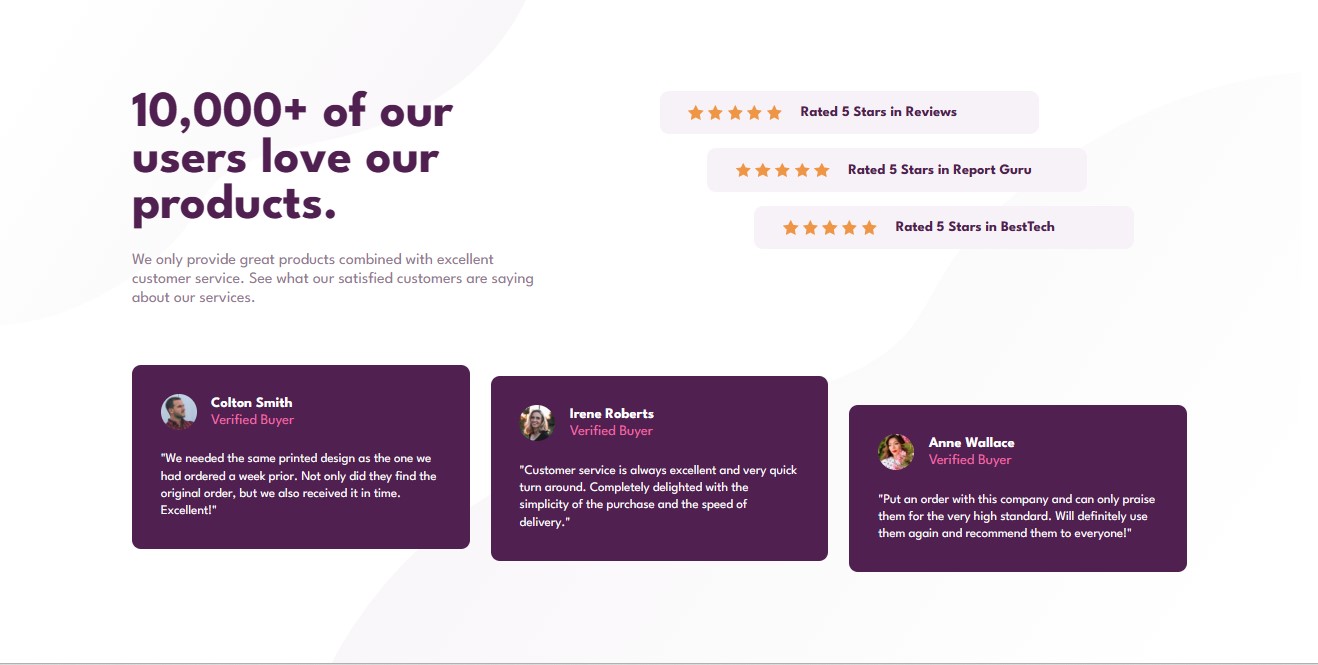 10,000+ of our
users love our
products.
We only provide great products combined with excellent
customer service. See what our satisfied customers are saying
about our services.
Rated 5 Stars in Reviews
Rated 5 Stars in Report Guru
Rated 5 Stars in BestTech
Colton Smith
Verified Buyer
"We needed the same printed design as the one we
had ordered a week prior. Not only did they find the
original order, but we also received it in time.
Excellent!"
Irene Roberts
Verified Buyer
"Customer service is always excellent and very quick
turn around. Completely delighted with the
simplicity of the purchase and the speed of
delivery."
Anne Wallace
Verified Buyer
"Put an order with this company and can only praise
them for the very high standard. Will definitely use
them again and recommend them to everyone!"